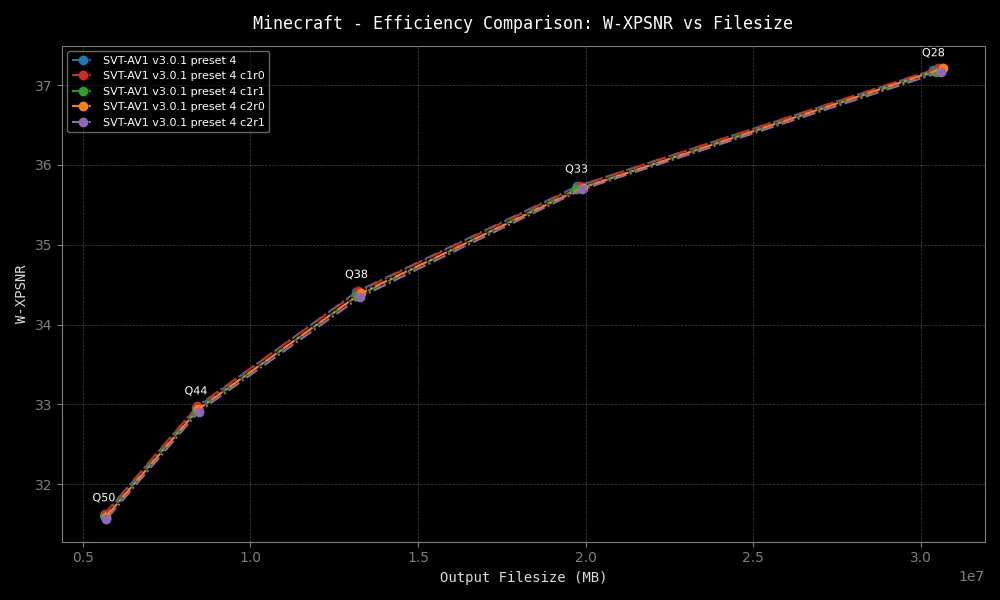 Minecraft - Efficiency Comparison: W-XPSNR vs Filesize
SVT-AV1 v3.0.1 preset 4
SVT-AV1 v3.0.1 preset 4 c1r0
SVT-AV1 v3.0.1 preset 4 c1r1
SVT-AV1 v3.0.1 preset 4 c2r0
SVT-AV1 v3.0.1 preset 4 c2r1
Q28
Q33
Q38
Q44
Q50
W-XPSNR
37
36
35
34
33
32
0.5 1.0 1.5 2.0 2.5 3.0
1e7
Output Filesize (MB)